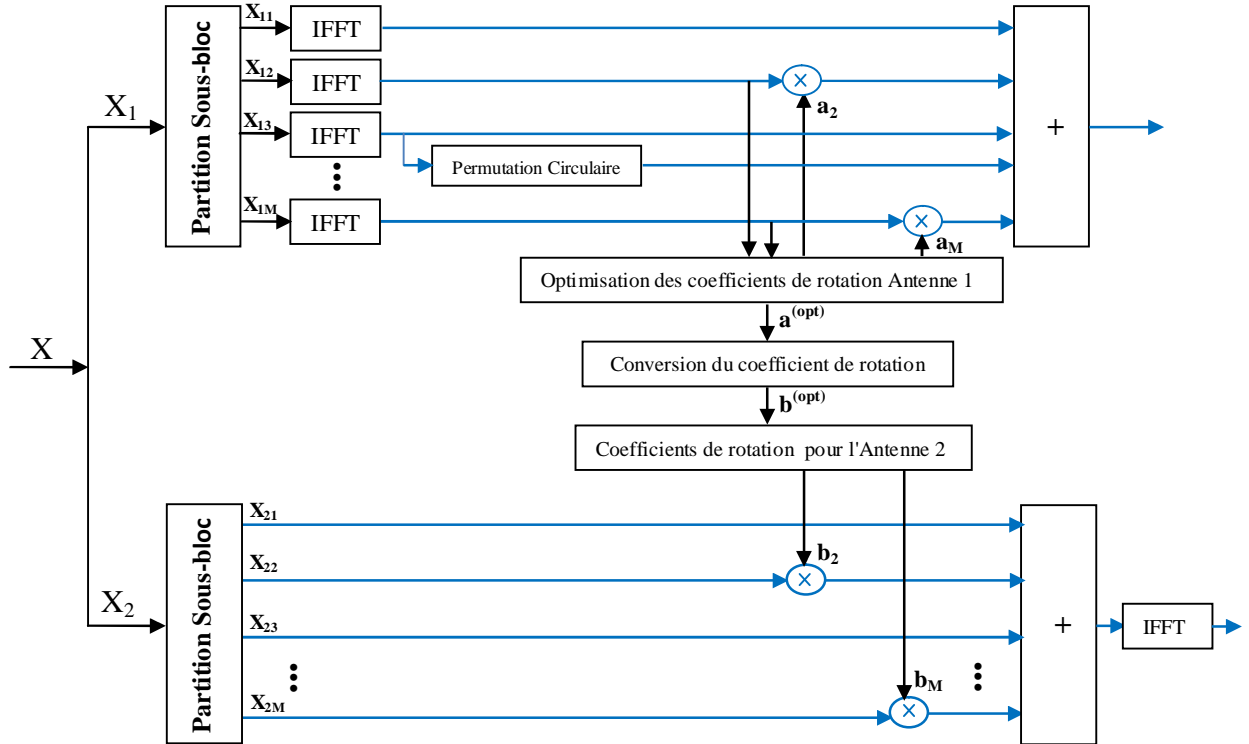 X₁₁
IFFT
X₁₂
IFFT
×
a₂
X₁
Partition Sous-bloc
X₁₃
IFFT
+
Permutation Circulaire
X₁M
IFFT
×
aM
Optimisation des coefficients de rotation Antenne 1
a⁽ᵒᵖᵗ⁾
X
Conversion du coefficient de rotation
b⁽ᵒᵖᵗ⁾
Coefficients de rotation pour l'Antenne 2
X₂₁
b₂
X₂₂
×
X₂
Partition Sous-bloc
X₂₃
+
IFFT
bM
X₂M
×